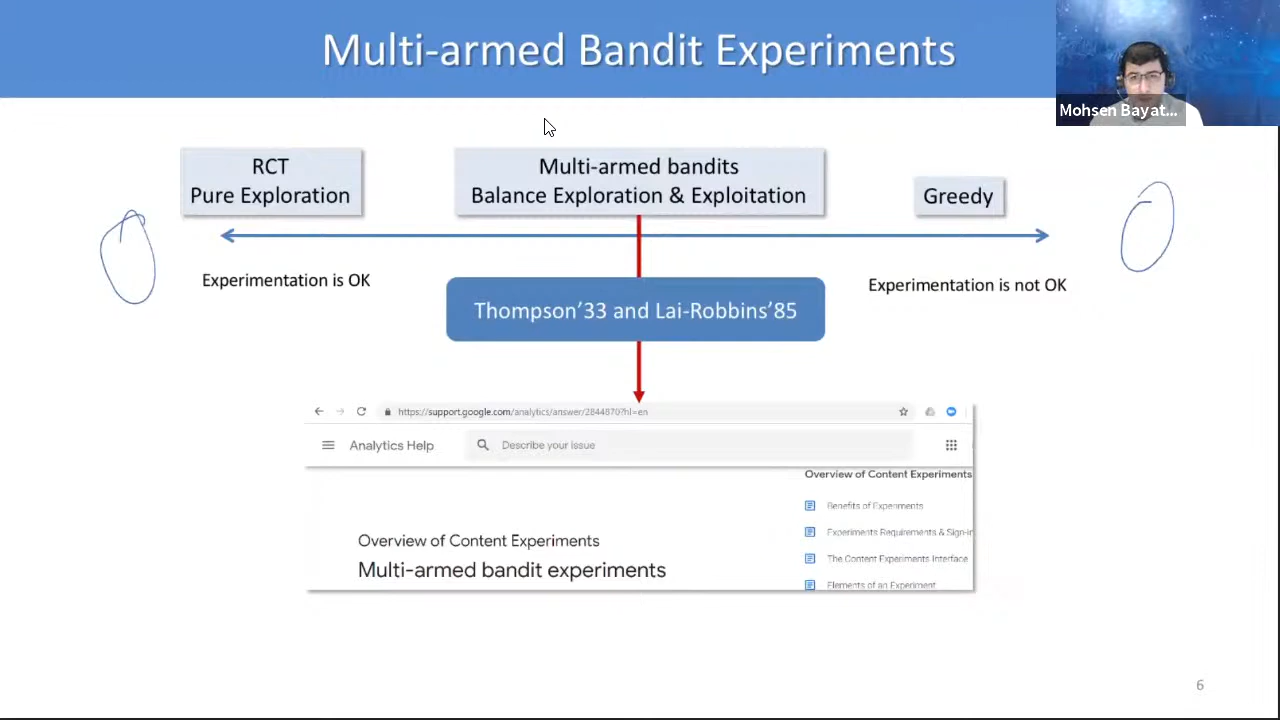 Multi-armed Bandit Experiments
Mohsen Bayat...
RCT
Pure Exploration
Multi-armed bandits
Balance Exploration & Exploitation
Greedy
Experimentation is OK
Experimentation is not OK
Thompson’33 and Lai-Robbins’85
https://support.google.com/analytics/answer/2844870?hl=en
Analytics Help
Describe your issue
Overview of Content Experiments
Benefits of Experiments
Experiments Requirements & Sign-in
The Content Experiments Interface
Elements of an Experiment
Overview of Content Experiments
Multi-armed bandit experiments
6